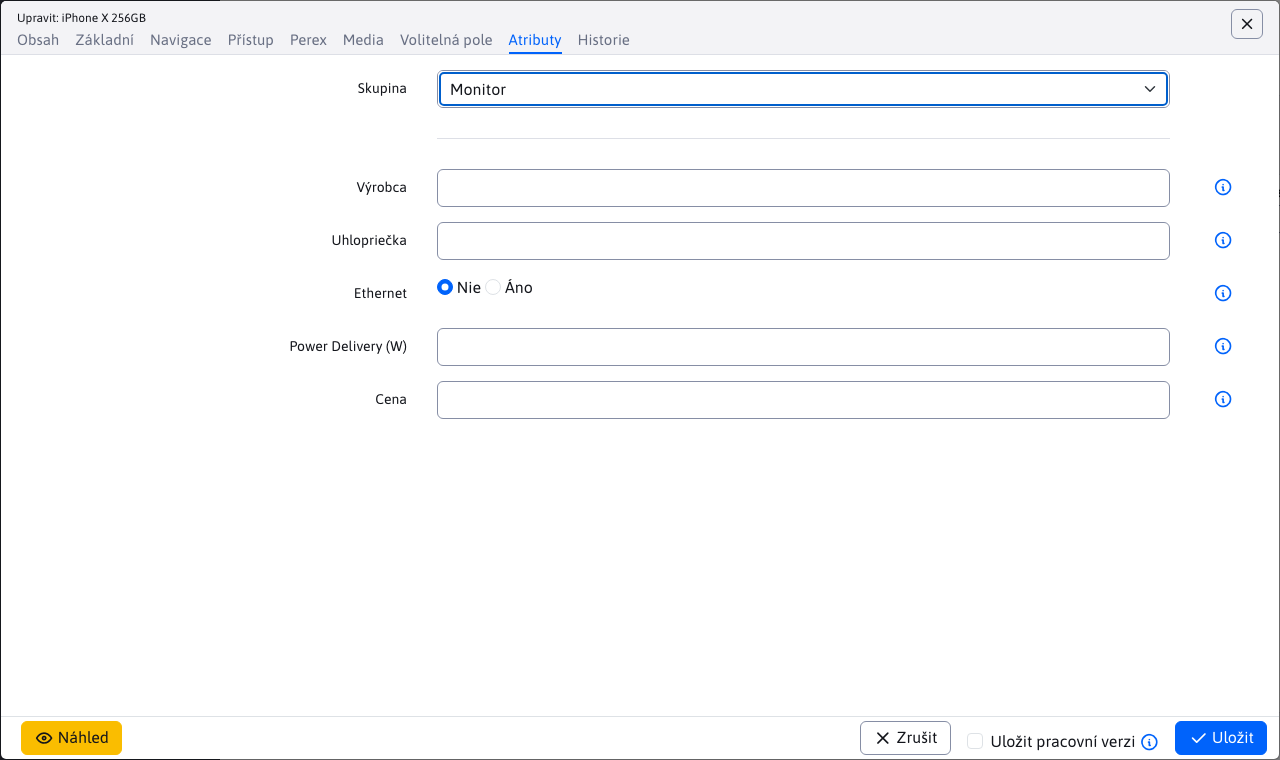 Upravit: iPhone X 256GB
Obsah Základní Navigace Přístup Perex Media Volitelná pole Atributy Historie
Skupina Monitor
Výrobca
Uhlopriečka
Ethernet Nie Áno
Power Delivery (W)
Cena
Náhled Zrušit Uložit pracovní verzi Uložit